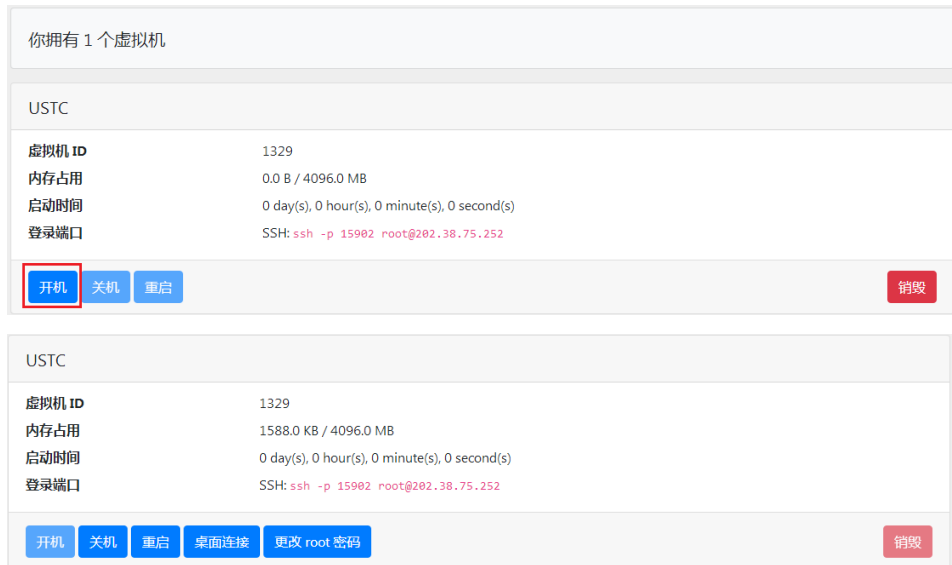 你拥有 1 个虚拟机
USTC
虚拟机 ID 1329
内存占用 0.0 B / 4096.0 MB
启动时间 0 day(s), 0 hour(s), 0 minute(s), 0 second(s)
登录端口 SSH: ssh -p 15902 root@202.38.75.252
开机 关机 重启 销毁
USTC
虚拟机 ID 1329
内存占用 1588.0 KB / 4096.0 MB
启动时间 0 day(s), 0 hour(s), 0 minute(s), 0 second(s)
登录端口 SSH: ssh -p 15902 root@202.38.75.252
开机 关机 重启 桌面连接 更改 root 密码 销毁